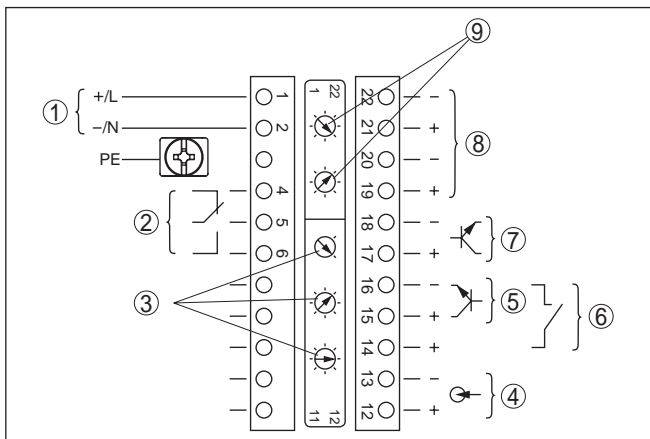 ⑨
① +/L 1 1 22 22 −
−/N 2 21 + ⑧
PE 20 −
4 19 +
② 5 18 − ⑦
6 17 +
16 − ⑤
③ 15 + ⑥
14 +
13 − ④
11 12 12 +